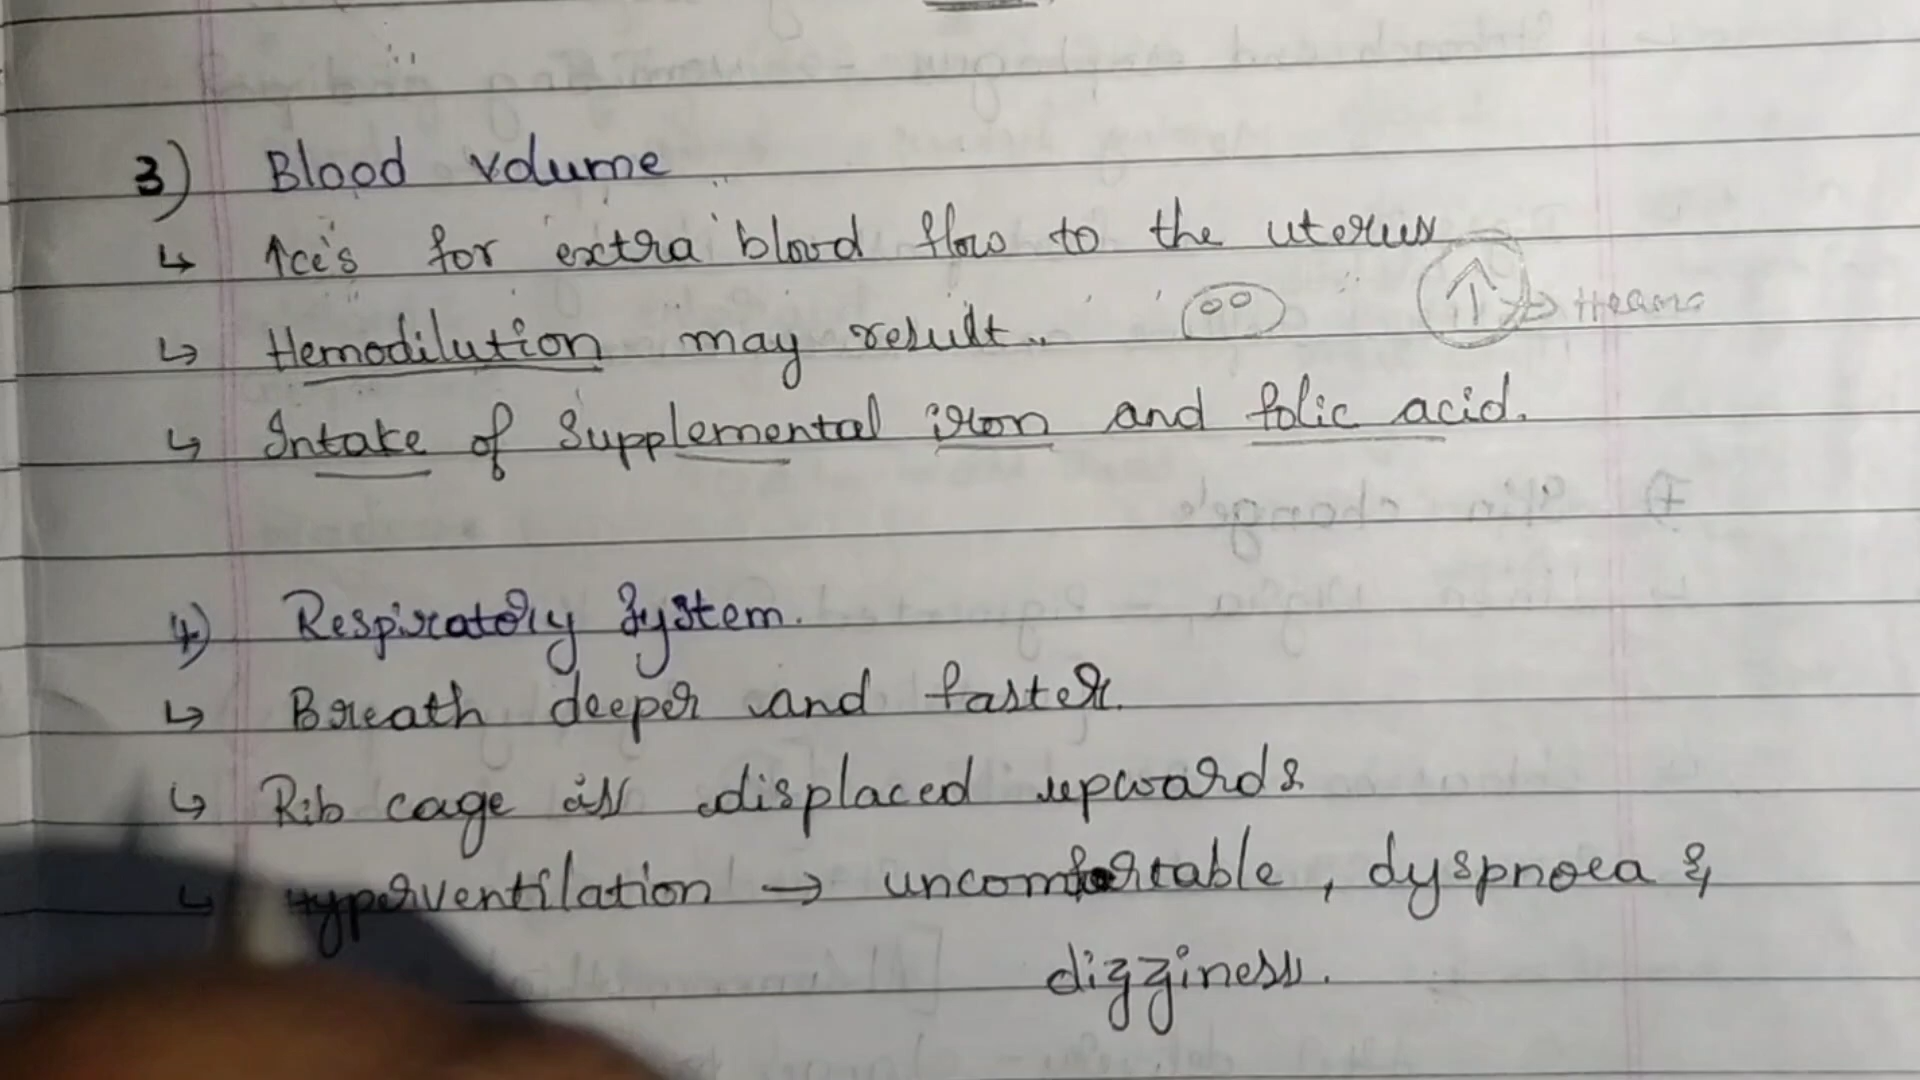 3) Blood volume
↳ ↑ce's for extra blood flow to the uterus
↳ Hemodilution may result.
↳ Intake of Supplemental iron and folic acid.
4) Respiratory System.
↳ Breath deeper and faster.
↳ Rib cage is displaced upwards
↳ Hyperventilation → uncomfortable, dyspnoea &
dizziness.